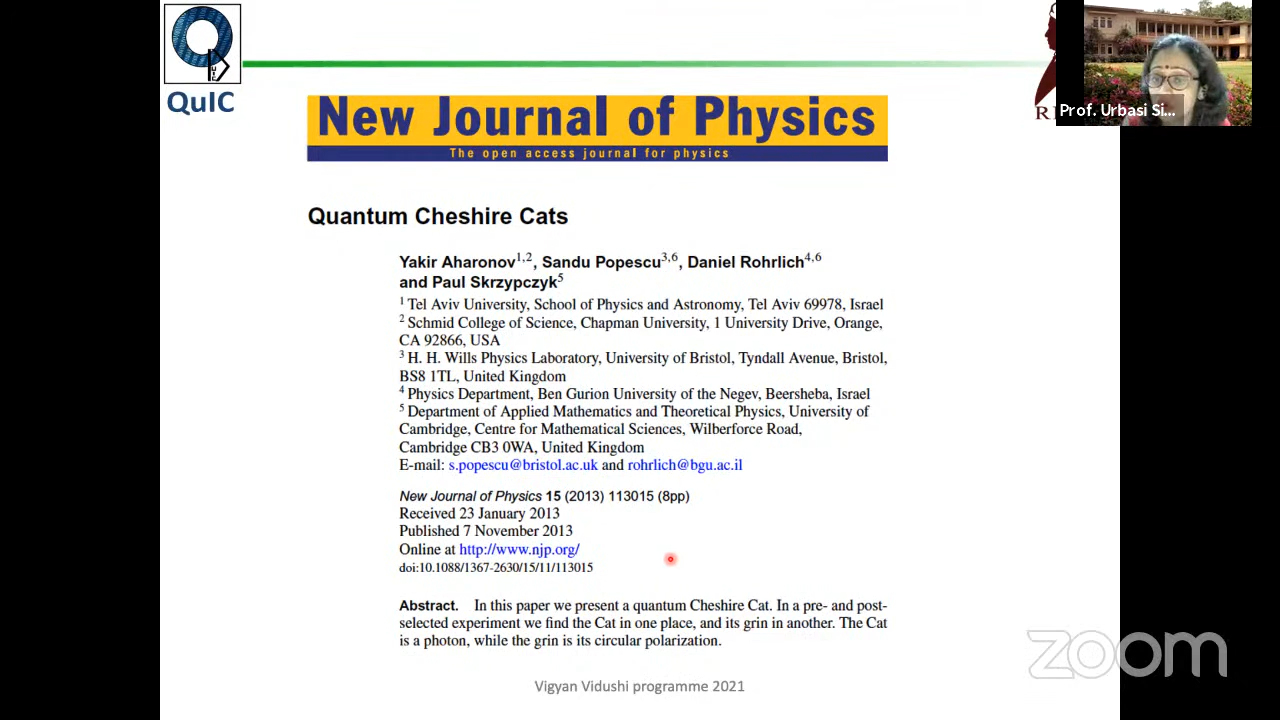 QuIC
New Journal of Physics
The open access journal for physics
Prof. Urbasi Si...
Quantum Cheshire Cats
Yakir Aharonov1,2, Sandu Popescu3,6, Daniel Rohrlich4,6
and Paul Skrzypczyk5
1 Tel Aviv University, School of Physics and Astronomy, Tel Aviv 69978, Israel
2 Schmid College of Science, Chapman University, 1 University Drive, Orange,
CA 92866, USA
3 H. H. Wills Physics Laboratory, University of Bristol, Tyndall Avenue, Bristol,
BS8 1TL, United Kingdom
4 Physics Department, Ben Gurion University of the Negev, Beersheba, Israel
5 Department of Applied Mathematics and Theoretical Physics, University of
Cambridge, Centre for Mathematical Sciences, Wilberforce Road,
Cambridge CB3 0WA, United Kingdom
E-mail: s.popescu@bristol.ac.uk and rohrlich@bgu.ac.il
New Journal of Physics 15 (2013) 113015 (8pp)
Received 23 January 2013
Published 7 November 2013
Online at http://www.njp.org/
doi:10.1088/1367-2630/15/11/113015
Abstract. In this paper we present a quantum Cheshire Cat. In a pre- and post-
selected experiment we find the Cat in one place, and its grin in another. The Cat
is a photon, while the grin is its circular polarization.
Vigyan Vidushi programme 2021
zoom